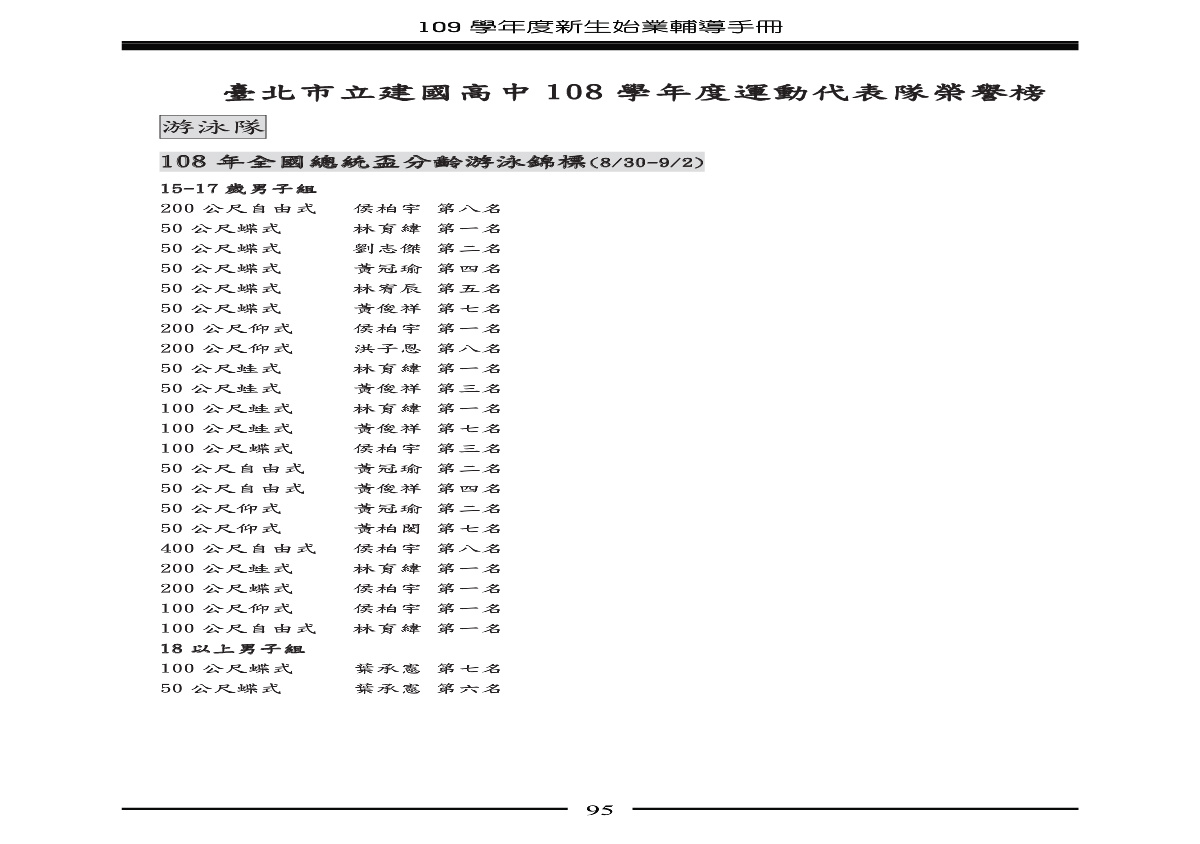 109 學年度新生始業輔導手冊
臺北市立建國高中 108 學年度運動代表隊榮譽榜
游泳隊
108 年全國總統盃分齡游泳錦標(8/30-9/2)
15-17 歲男子組
200 公尺自由式 侯柏宇 第八名
50 公尺蝶式 林育緯 第一名
50 公尺蝶式 劉志傑 第二名
50 公尺蝶式 黃冠瑜 第四名
50 公尺蝶式 林宥辰 第五名
50 公尺蝶式 黃俊祥 第七名
200 公尺仰式 侯柏宇 第一名
200 公尺仰式 洪子恩 第八名
50 公尺蛙式 林育緯 第一名
50 公尺蛙式 黃俊祥 第三名
100 公尺蛙式 林育緯 第一名
100 公尺蛙式 黃俊祥 第七名
100 公尺蝶式 侯柏宇 第三名
50 公尺自由式 黃冠瑜 第二名
50 公尺自由式 黃俊祥 第四名
50 公尺仰式 黃冠瑜 第二名
50 公尺仰式 黃柏閎 第七名
400 公尺自由式 侯柏宇 第八名
200 公尺蛙式 林育緯 第一名
200 公尺蝶式 侯柏宇 第一名
100 公尺仰式 侯柏宇 第一名
100 公尺自由式 林育緯 第一名
18 以上男子組
100 公尺蝶式 葉承憲 第七名
50 公尺蝶式 葉承憲 第六名
95